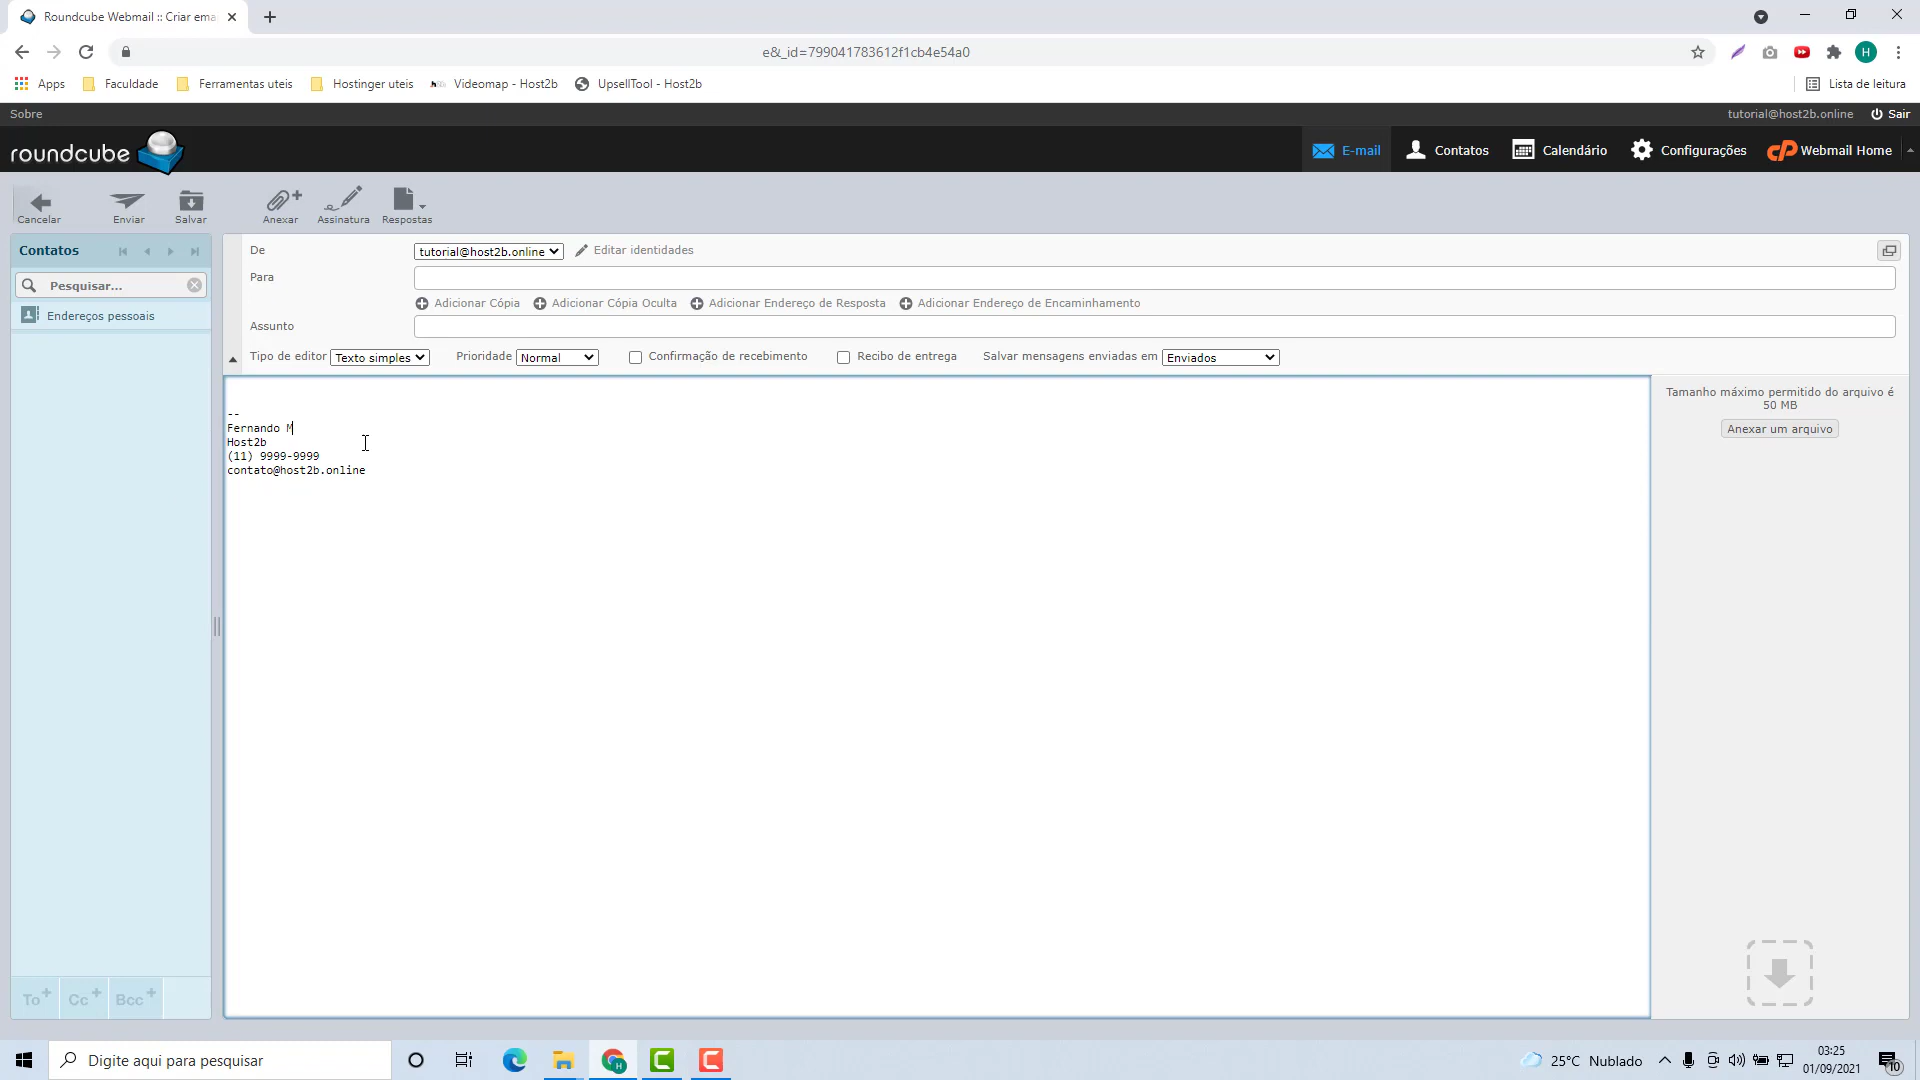 Roundcube Webmail :: Criar ema
e&_id=799041783612f1cb4e54a0
H
Apps
Faculdade
Ferramentas uteis
Hostinger uteis
Videomap - Host2b
UpsellTool - Host2b
Lista de leitura
Sobre
tutorial@host2b.online
Sair
roundcube
E-mail
Contatos
Calendário
Configurações
cP Webmail Home
Cancelar
Enviar
Salvar
Anexar
Assinatura
Respostas
Contatos
Pesquisar...
Endereços pessoais
De
tutorial@host2b.online
Editar identidades
Para
Adicionar Cópia
Adicionar Cópia Oculta
Adicionar Endereço de Resposta
Adicionar Endereço de Encaminhamento
Assunto
Tipo de editor
Texto simples
Prioridade
Normal
Confirmação de recebimento
Recibo de entrega
Salvar mensagens enviadas em
Enviados
--
Fernando M
Host2b
(11) 9999-9999
contato@host2b.online
Tamanho máximo permitido do arquivo é
50 MB
Anexar um arquivo
To+
Cc+
Bcc+
Digite aqui para pesquisar
H
25°C
Nublado
03:25
01/09/2021
10